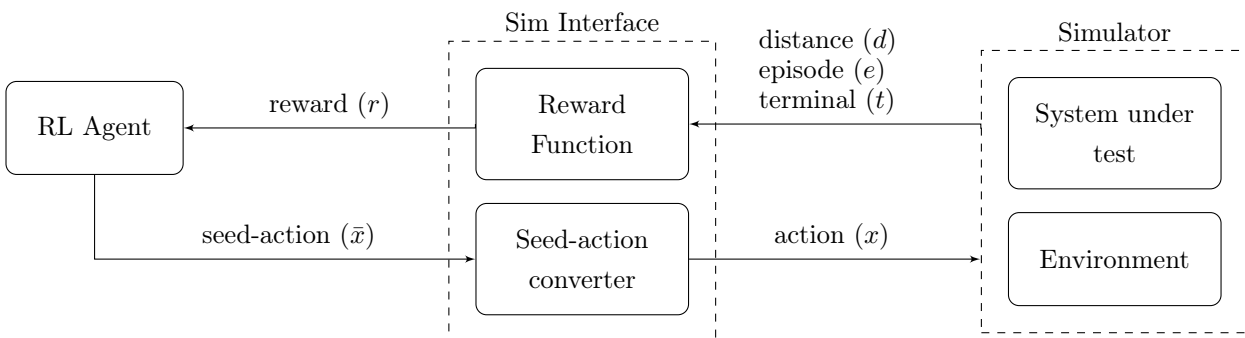 Sim Interface
distance (d)
episode (e)
terminal (t)
Simulator
RL Agent
reward (r)
Reward
Function
System under
test
seed-action (x̄)
Seed-action
converter
action (x)
Environment